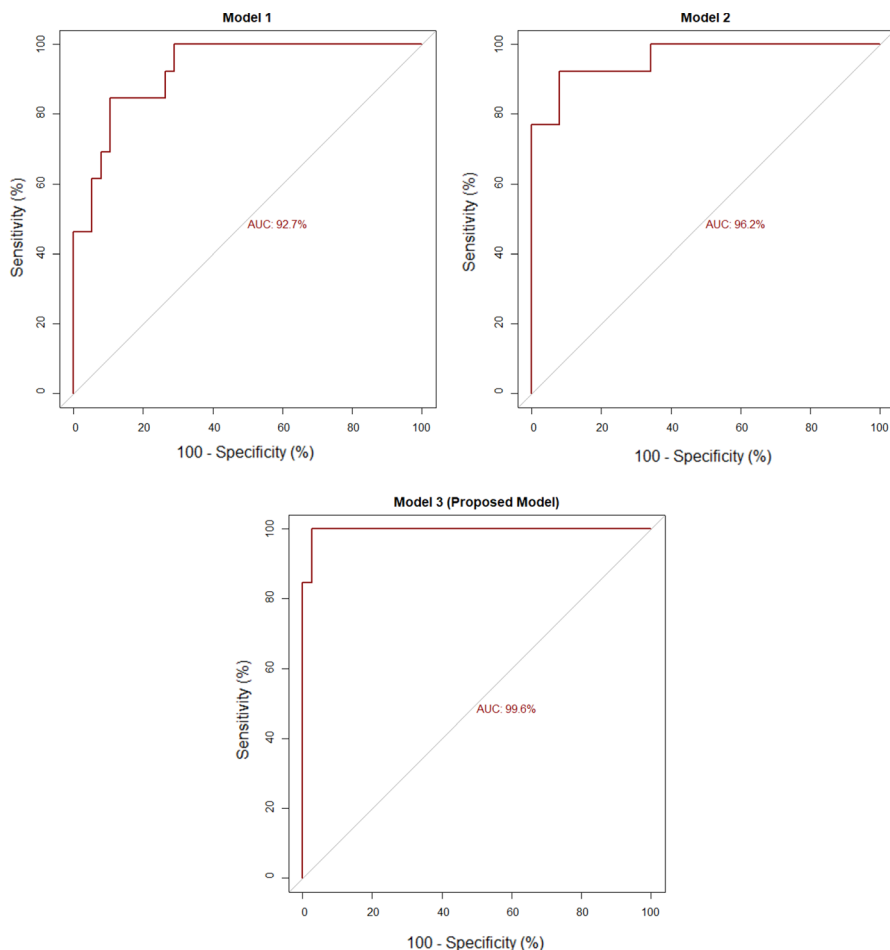 Model 1
100
80
60
40
20
0
Sensitivity (%)
AUC: 92.7%
0 20 40 60 80 100
100 - Specificity (%)
Model 2
100
80
60
40
20
0
Sensitivity (%)
AUC: 96.2%
0 20 40 60 80 100
100 - Specificity (%)
Model 3 (Proposed Model)
100
80
60
40
20
0
Sensitivity (%)
AUC: 99.6%
0 20 40 60 80 100
100 - Specificity (%)